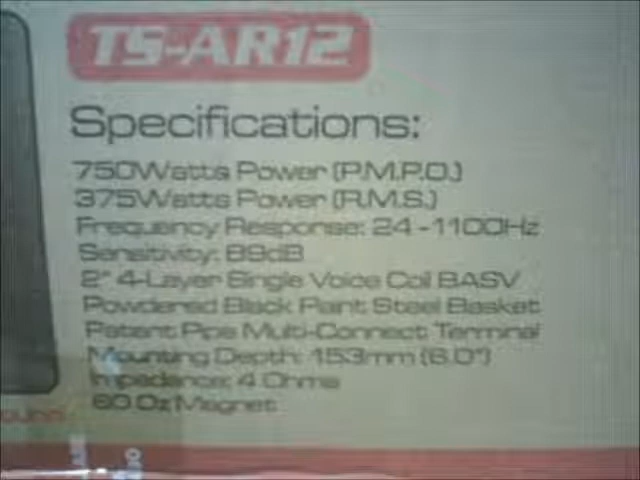 TS-AR12
Specifications:
750Watts Power (P.M.P.O.)
375Watts Power (R.M.S.)
Frequency Response: 24 - 1100Hz
Sensitivity: 89dB
2" 4-Layer Single Voice Coil BASV
Powdered Black Paint Steel Basket
Patent Pipe Multi-Connect Terminal
Mounting Depth: 153mm (6.0")
Impedance: 4 Ohms
60 Oz Magnet